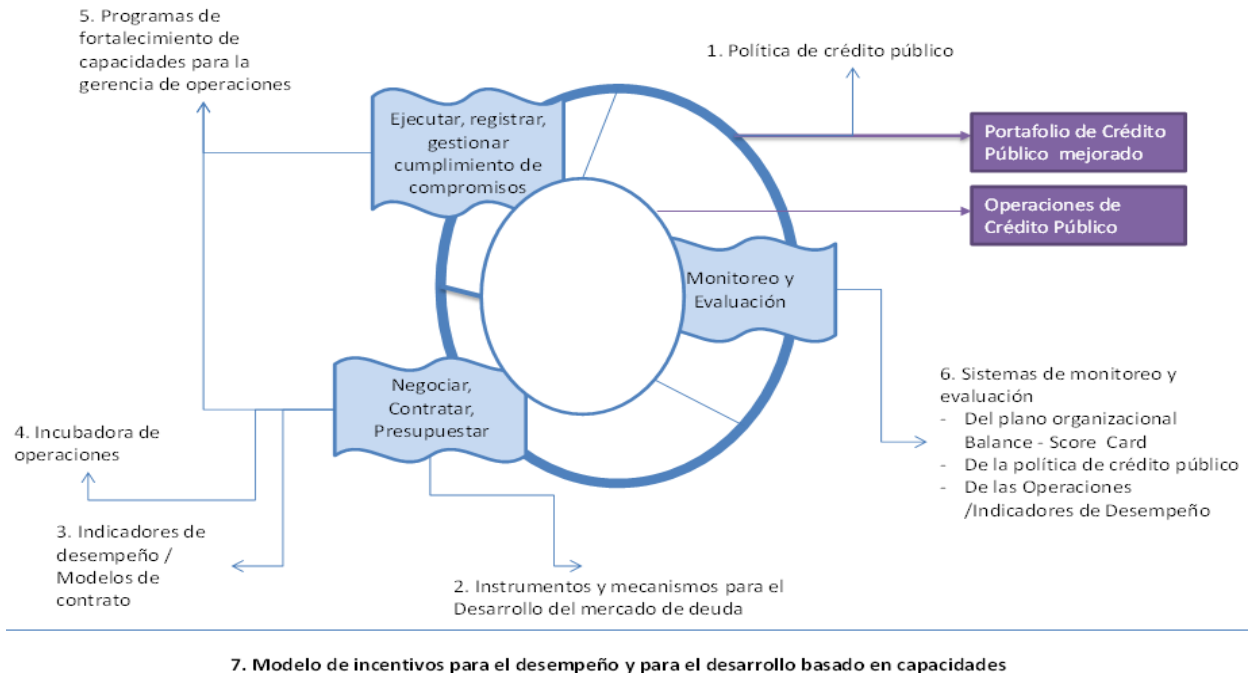 5. Programas de
fortalecimiento de
capacidades para la
gerencia de operaciones
1. Política de crédito público
Ejecutar, registrar,
gestionar
cumplimiento de
compromisos
Portafolio de Crédito
Público mejorado
Operaciones de
Crédito Público
Monitoreo y
Evaluación
Negociar,
Contratar,
Presupuestar
6. Sistemas de monitoreo y
evaluación
- Del plano organizacional
Balance - Score Card
- De la política de crédito público
- De las Operaciones
/Indicadores de Desempeño
4. Incubadora de
operaciones
3. Indicadores de
desempeño /
Modelos de
contrato
2. Instrumentos y mecanismos para el
Desarrollo del mercado de deuda
7. Modelo de incentivos para el desempeño y para el desarrollo basado en capacidades